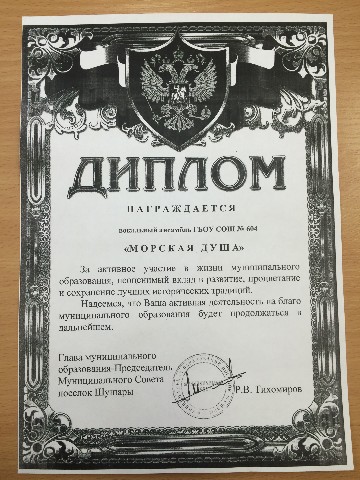 ДИПЛОМ
НАГРАЖДАЕТСЯ
вокальный ансамбль ГБОУ СОШ № 604
«МОРСКАЯ ДУША»
За активное участие в жизни муниципального
образования, неоценимый вклад в развитие, процветание
и сохранение лучших исторических традиций.
Надеемся, что Ваша активная деятельность на благо
муниципального образования будет продолжаться в
дальнейшем.
Глава муниципального
образования-Председатель
Муниципального Совета
поселок Шушары
Р.В. Тихомиров